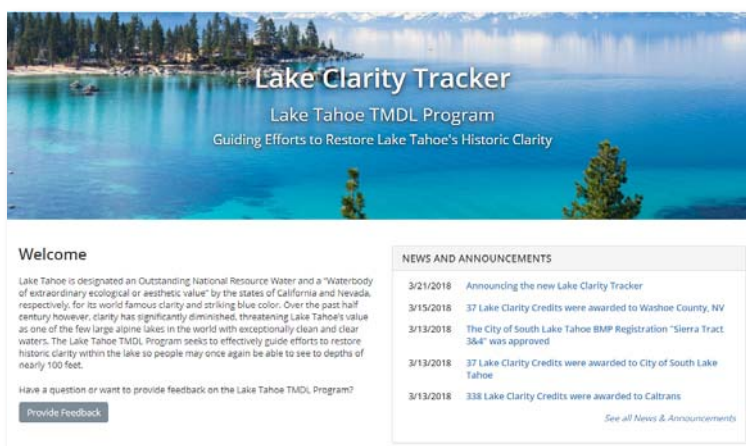 Lake Clarity Tracker
Lake Tahoe TMDL Program
Guiding Efforts to Restore Lake Tahoe's Historic Clarity
Welcome
Lake Tahoe is designated an Outstanding National Resource Water and a "Waterbody
of extraordinary ecological or aesthetic value" by the states of California and Nevada,
respectively, for its world famous clarity and striking blue color. Over the past half
century however, clarity has significantly diminished, threatening Lake Tahoe's value
as one of the few large alpine lakes in the world with exceptionally clean and clear
waters. The Lake Tahoe TMDL Program seeks to effectively guide efforts to restore
historic clarity within the lake so people may once again be able to see to depths of
nearly 100 feet.
Have a question or want to provide feedback on the Lake Tahoe TMDL Program?
Provide Feedback
NEWS AND ANNOUNCEMENTS
3/21/2018 Announcing the new Lake Clarity Tracker
3/15/2018 37 Lake Clarity Credits were awarded to Washoe County, NV
3/13/2018 The City of South Lake Tahoe BMP Registration "Sierra Tract
3&4" was approved
3/13/2018 37 Lake Clarity Credits were awarded to City of South Lake
Tahoe
3/13/2018 338 Lake Clarity Credits were awarded to Caltrans
See all News & Announcements